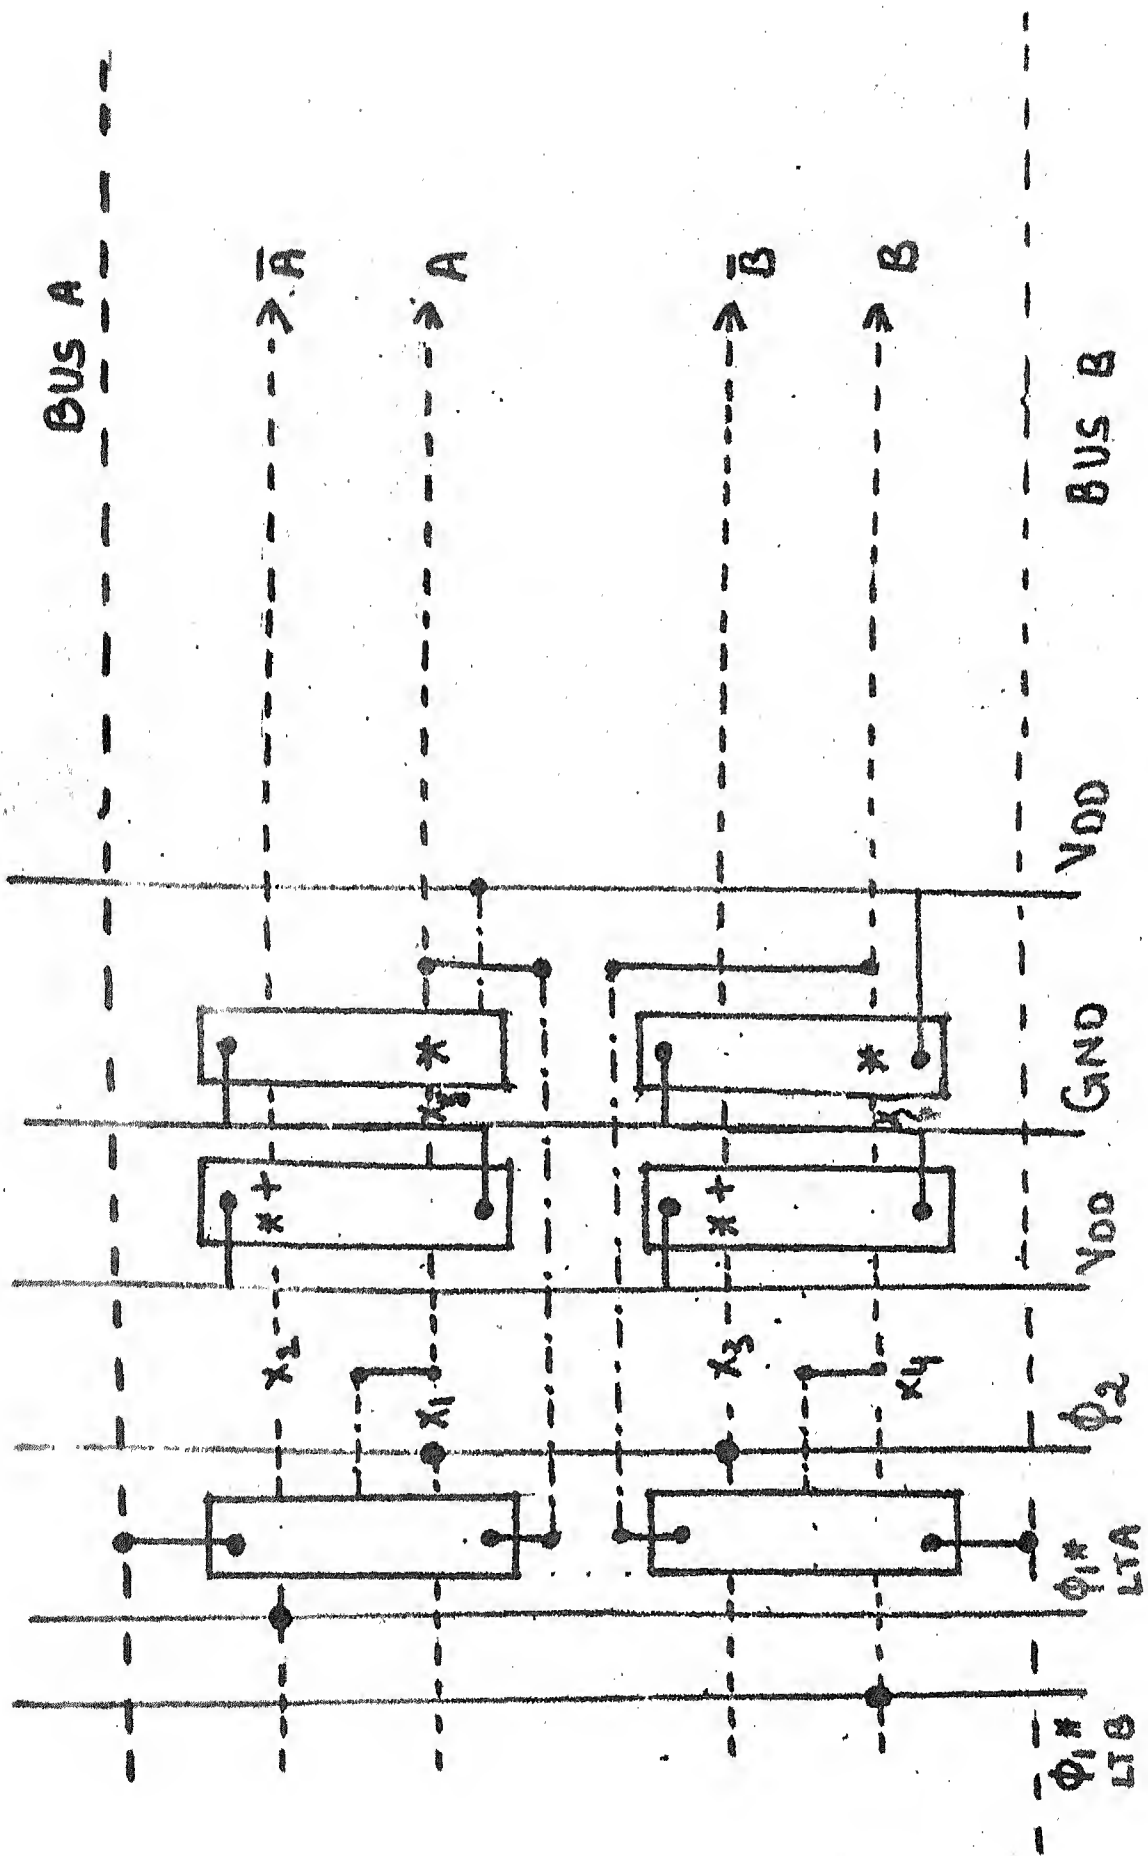 BUS A
Ā
A
B̄
B
BUS B
x₂
x₁
x₃
x₄
* +
*
* +
*
ϕ₁*
LTB
ϕ₁*
LTA
ϕ₂
VDD
GND
VDD